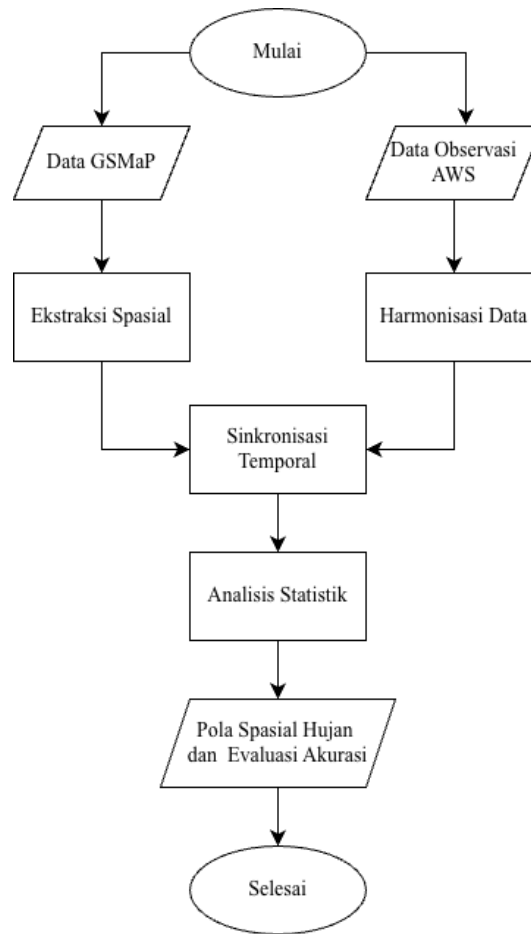 Mulai
Data GSMaP
Data Observasi
AWS
Ekstraksi Spasial
Harmonisasi Data
Sinkronisasi
Temporal
Analisis Statistik
Pola Spasial Hujan
dan Evaluasi Akurasi
Selesai